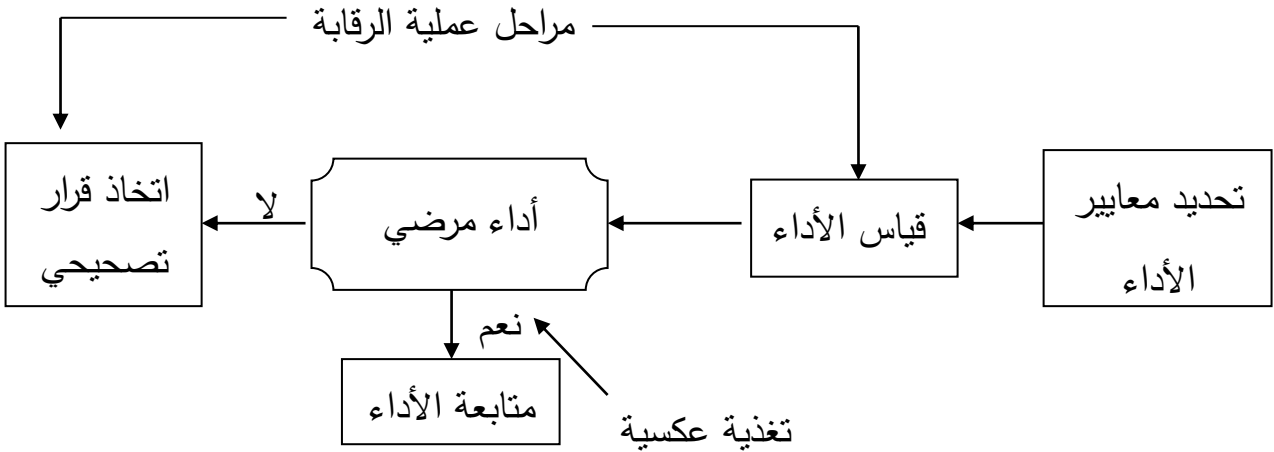 مراحل عملية الرقابة
تحديد معايير
الأداء
قياس الأداء
أداء مرضي
لا
اتخاذ قرار
تصحيحي
نعم
متابعة الأداء
تغذية عكسية